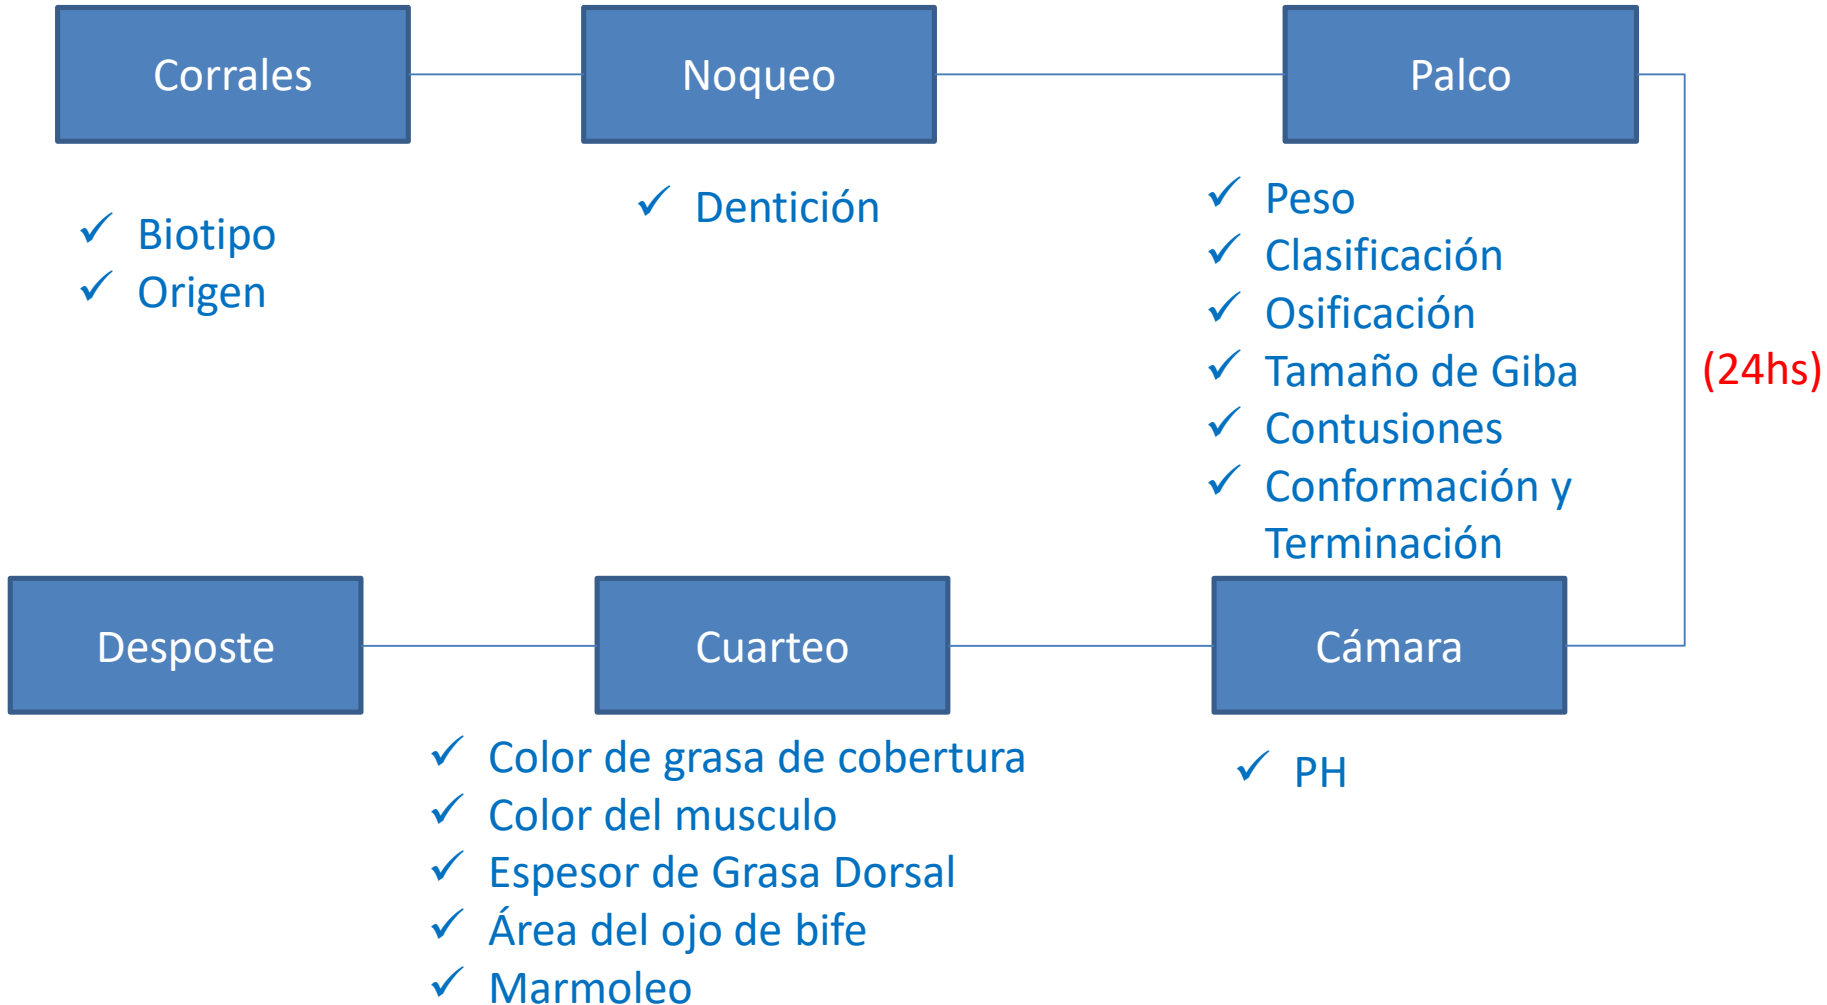 Corrales
Noqueo
Palco
✓ Biotipo
✓ Origen
✓ Dentición
✓ Peso
✓ Clasificación
✓ Osificación
✓ Tamaño de Giba
✓ Contusiones
✓ Conformación y
Terminación
(24hs)
Desposte
Cuarteo
Cámara
✓ Color de grasa de cobertura
✓ Color del musculo
✓ Espesor de Grasa Dorsal
✓ Área del ojo de bife
✓ Marmoleo
✓ PH